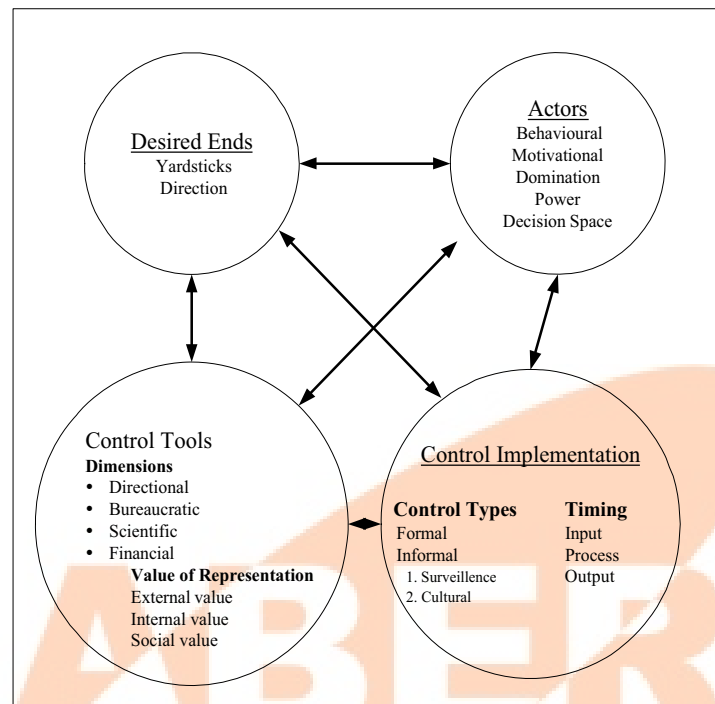 Desired Ends
Yardsticks
Direction
Actors
Behavioural
Motivational
Domination
Power
Decision Space
Control Tools
Dimensions
• Directional
• Bureaucratic
• Scientific
• Financial
Value of Representation
External value
Internal value
Social value
Control Implementation
Control Types
Formal
Informal
1. Surveillence
2. Cultural
Timing
Input
Process
Output
ABER